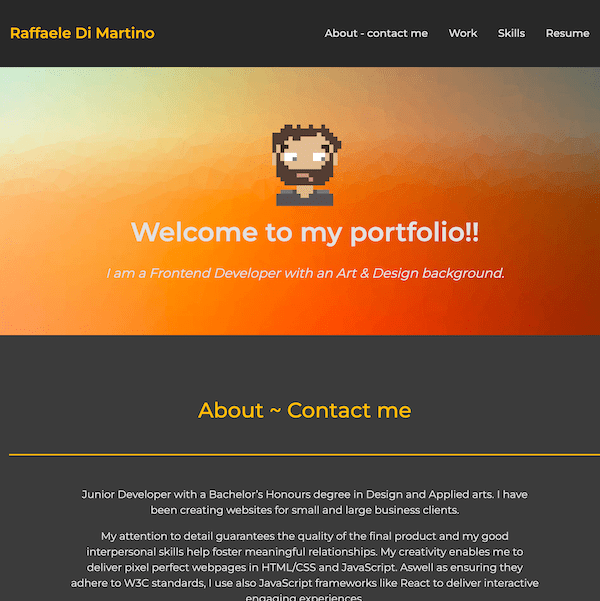 Raffaele Di Martino
About - contact me Work Skills Resume
Welcome to my portfolio!!
I am a Frontend Developer with an Art & Design background.
About ~ Contact me
Junior Developer with a Bachelor’s Honours degree in Design and Applied arts. I have
been creating websites for small and large business clients.
My attention to detail guarantees the quality of the final product and my good
interpersonal skills help foster meaningful relationships. My creativity enables me to
deliver pixel perfect webpages in HTML/CSS and JavaScript. Aswell as ensuring they
adhere to W3C standards, I use also JavaScript frameworks like React to deliver interactive
engaging experiences.